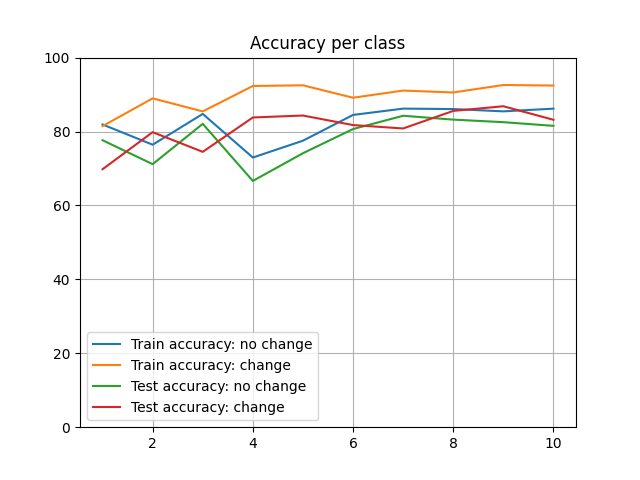 Accuracy per class
100
80
60
40
20
0
Train accuracy: no change
Train accuracy: change
Test accuracy: no change
Test accuracy: change
2 4 6 8 10